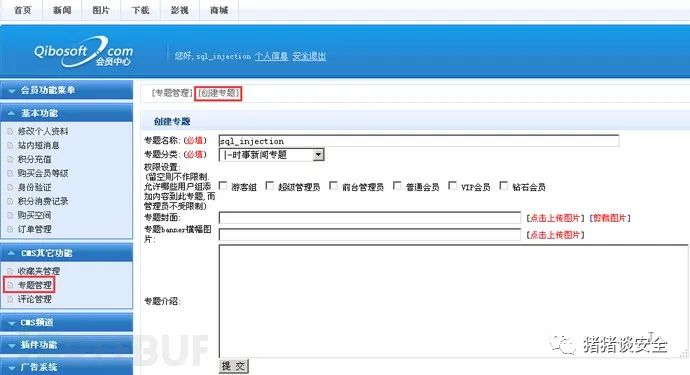 首页 新闻 图片 下载 影视 商城
Qibosoft.com
会员中心
您好,sql_injection 个人信息 安全退出
会员功能菜单
基本功能
修改个人资料
站内短消息
积分充值
购买会员等级
身份验证
积分消费记录
购买空间
订单管理
CMS其它功能
收藏夹管理
专题管理
评论管理
CMS频道
插件功能
广告系统
[专题管理] [创建专题]
创建专题
专题名称:(必填) sql_injection
专题分类:(必填) |-时事新闻专题
权限设置:
(留空则不作限制.
允许哪些用户组添
加内容到此专题,而
管理员不受限制)
游客组 超级管理员 前台管理员 普通会员 VIP会员 钻石会员
专题封面: [点击上传图片] [剪裁图片]
专题banner横幅图
片: [点击上传图片]
专题介绍:
提 交
BUF
猪猪谈安全